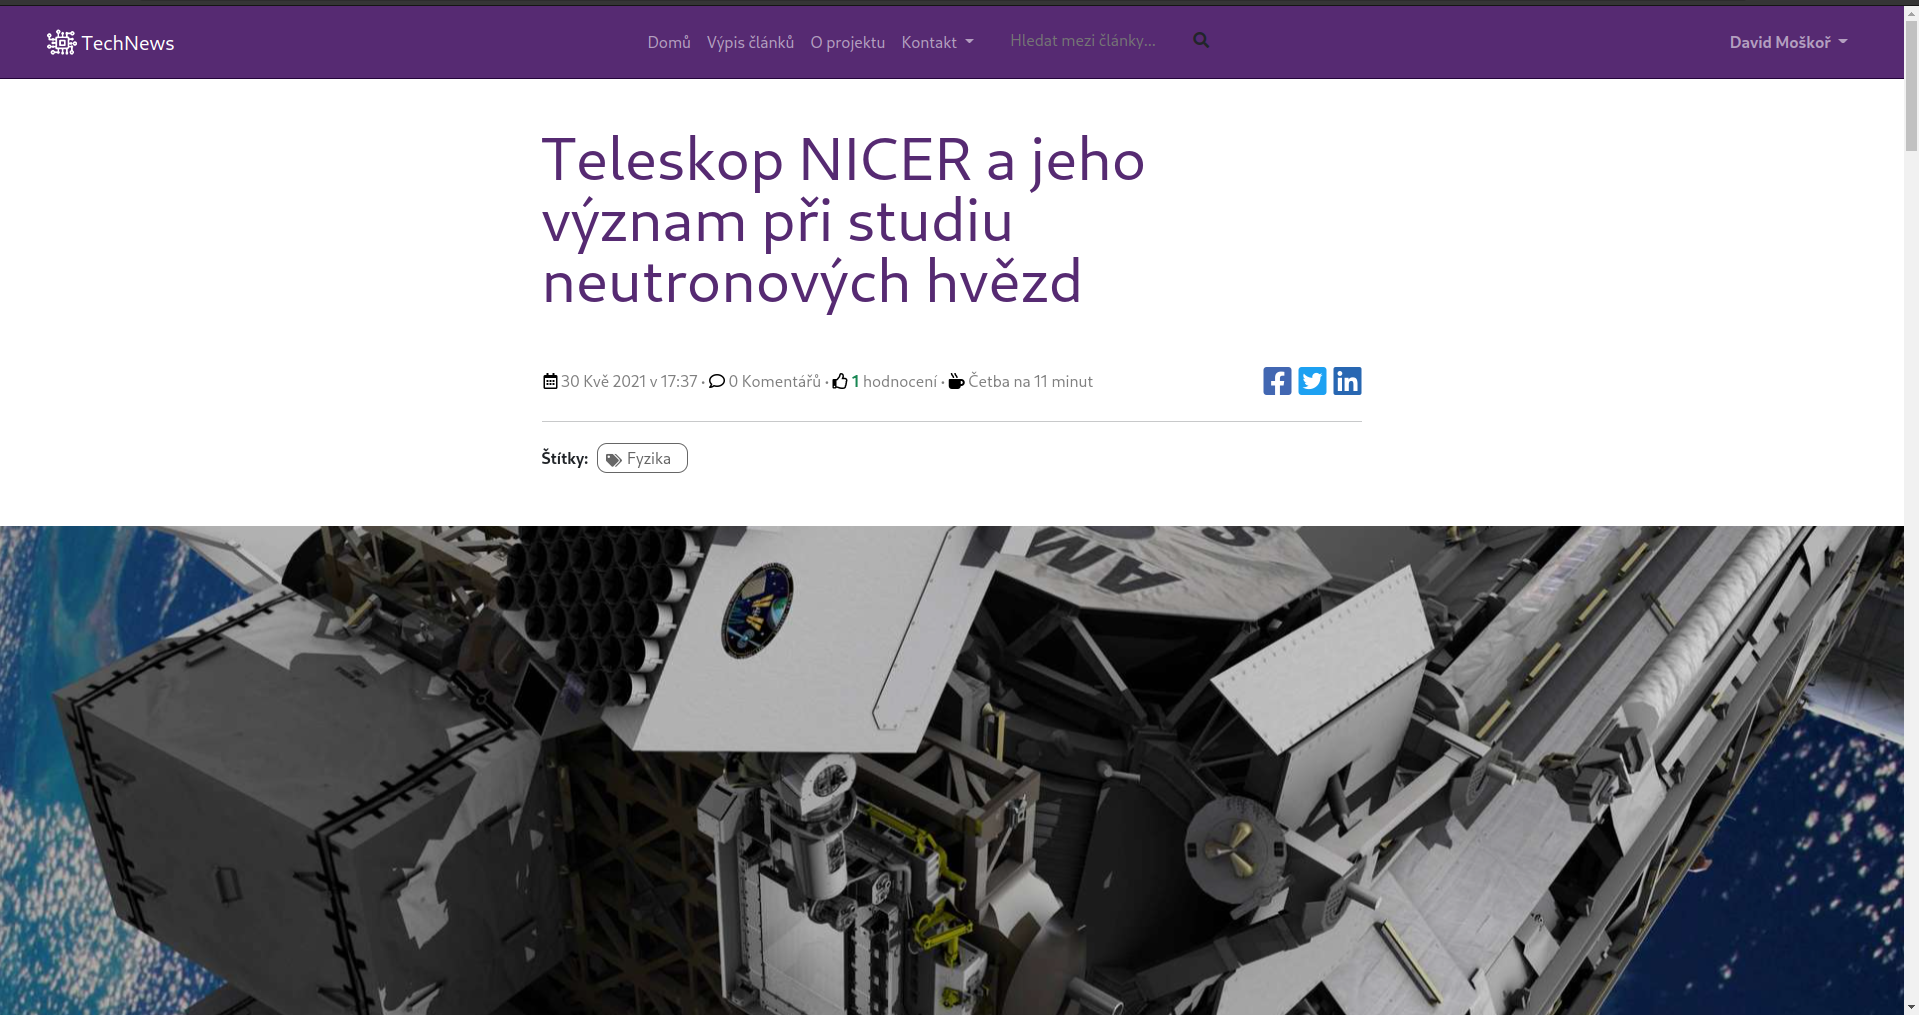 TechNews
Domů Výpis článků O projektu Kontakt Hledat mezi články... David Moškoř
Teleskop NICER a jeho
význam při studiu
neutronových hvězd
30 Kvě 2021 v 17:37 • 0 Komentářů • 1 hodnocení • Četba na 11 minut
Štítky: Fyzika
AMS